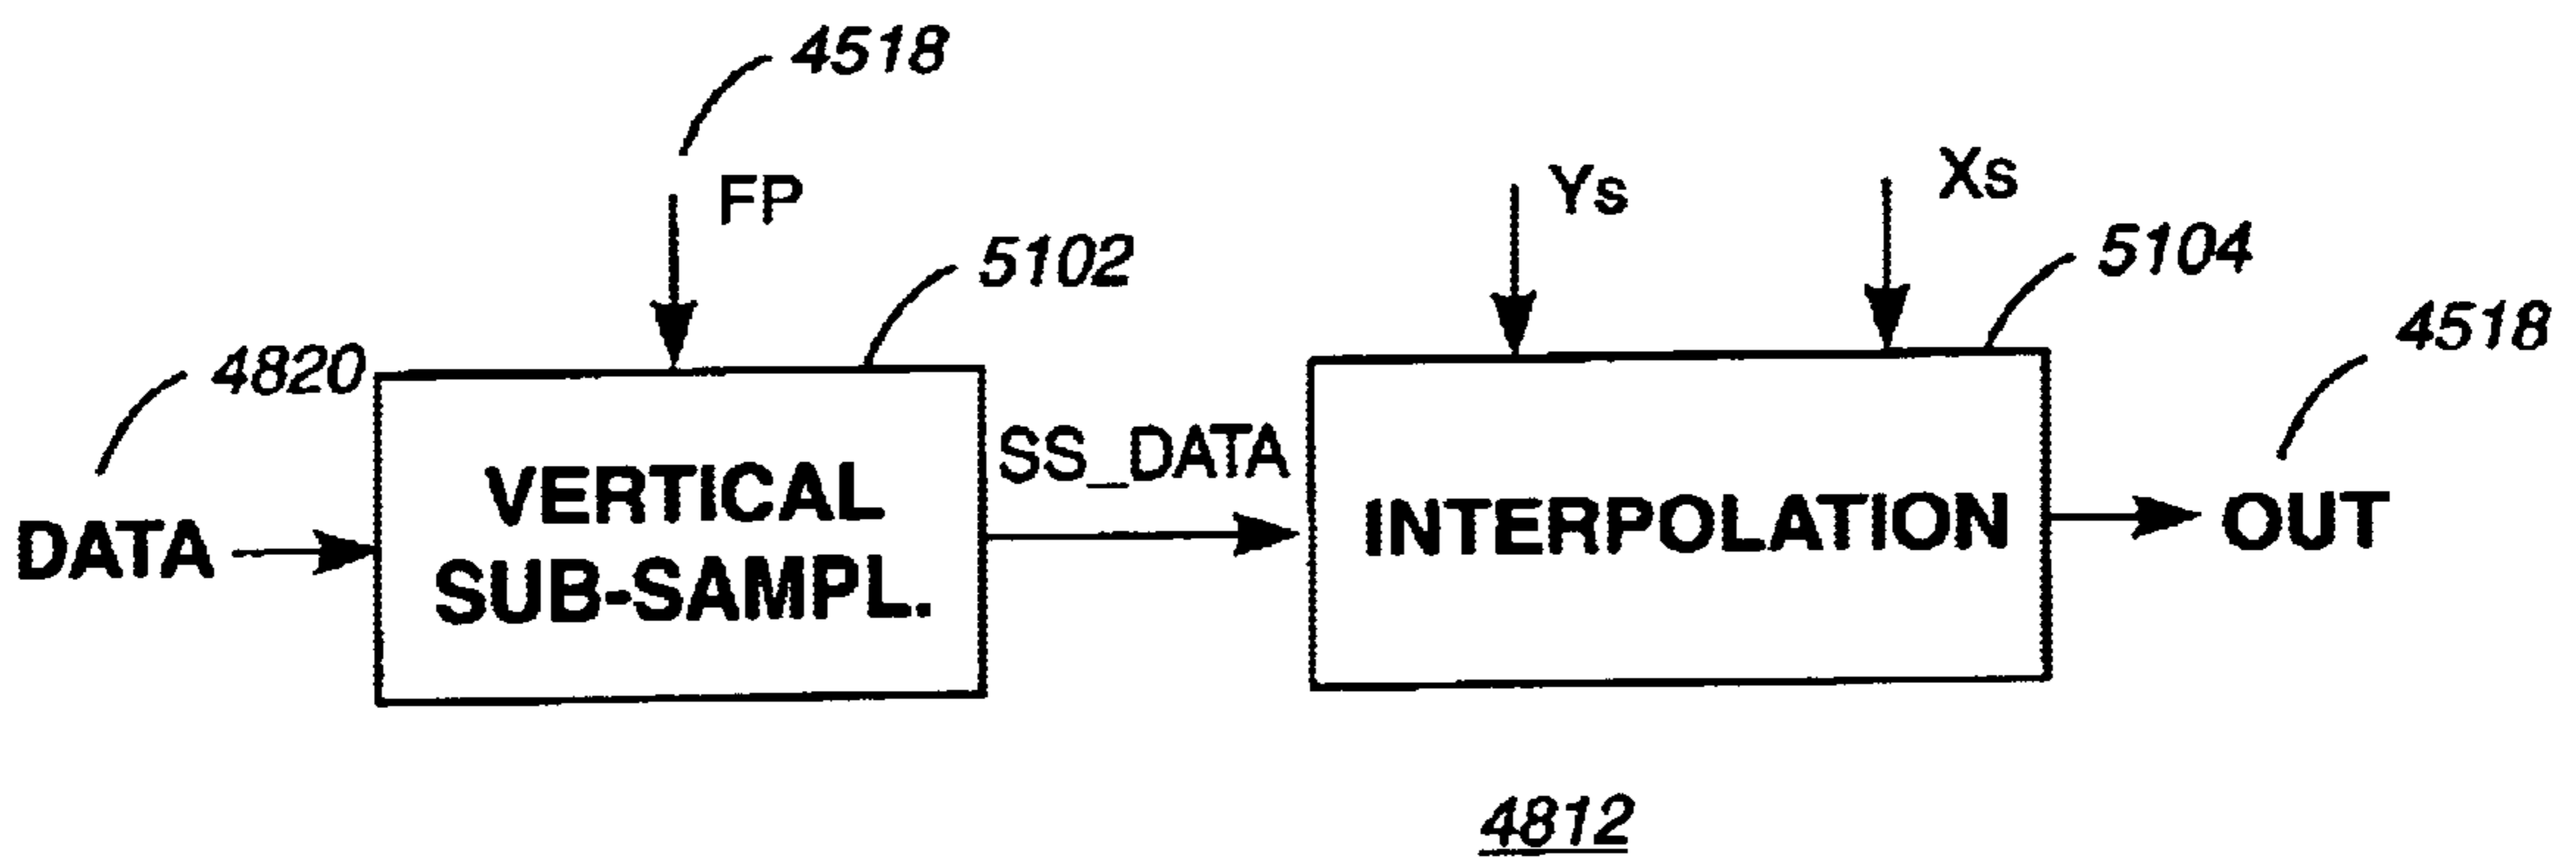 4518
FP
Ys
Xs
5102
5104
4518
4820
DATA
VERTICAL
SUB-SAMPL.
SS_DATA
INTERPOLATION
OUT
4812